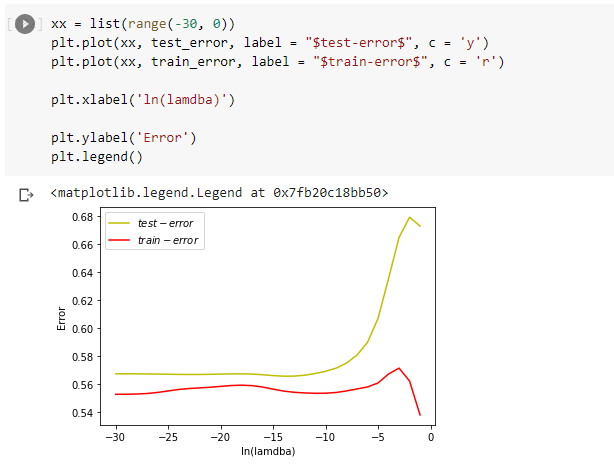 xx = list(range(-30, 0))
plt.plot(xx, test_error, label = "$test-error$", c = 'y')
plt.plot(xx, train_error, label = "$train-error$", c = 'r')
plt.xlabel('ln(lamdba)')
plt.ylabel('Error')
plt.legend()
<matplotlib.legend.Legend at 0x7fb20c18bb50>
test − error
train − error
0.68
0.66
0.64
0.62
0.60
0.58
0.56
0.54
Error
−30 −25 −20 −15 −10 −5 0
ln(lamdba)